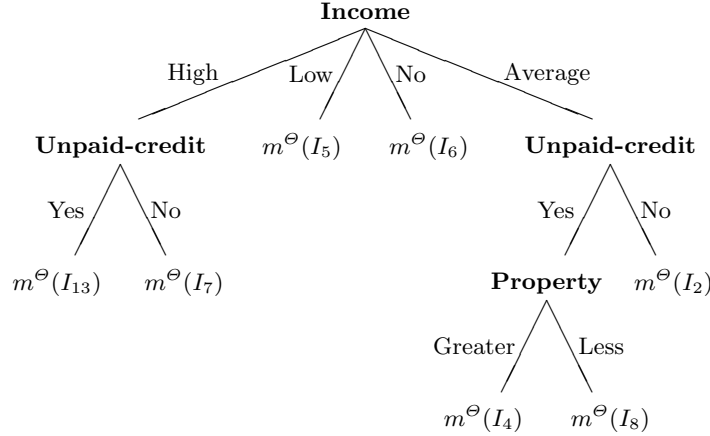 Income
High Low No Average
Unpaid-credit m^Θ(I_5) m^Θ(I_6) Unpaid-credit
Yes No Yes No
m^Θ(I_13) m^Θ(I_7) Property m^Θ(I_2)
Greater Less
m^Θ(I_4) m^Θ(I_8)